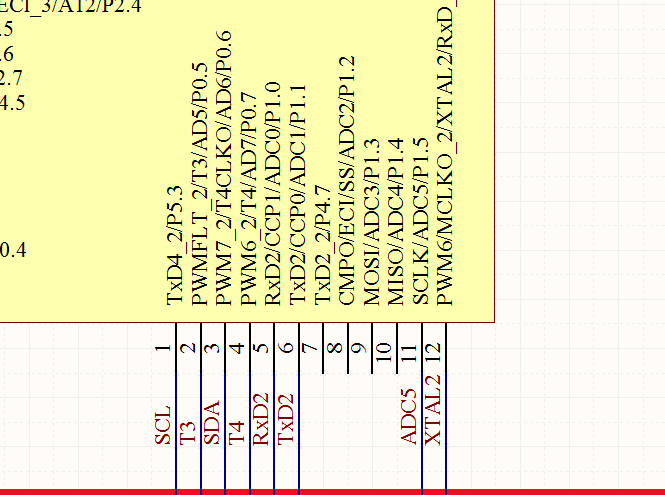 ECI_3/AT2/P2.4
.5
.6
2.7
4.5
0.4
TxD4_2/P5.3
PWMFLT_2/T3/AD5/P0.5
PWM7_2/T4CLKO/AD6/P0.6
PWM6_2/T4/AD7/P0.7
RxD2/CCP1/ADC0/P1.0
TxD2/CCP0/ADC1/P1.1
TxD2_2/P4.7
CMPO/ECI/SS/ADC2/P1.2
MOSI/ADC3/P1.3
MISO/ADC4/P1.4
SCLK/ADC5/P1.5
PWM6/MCLKO_2/XTAL2/RxD_
1
2
3
4
5
6
7
8
9
10
11
12
SCL
T3
SDA
T4
RxD2
TxD2
ADC5
XTAL2